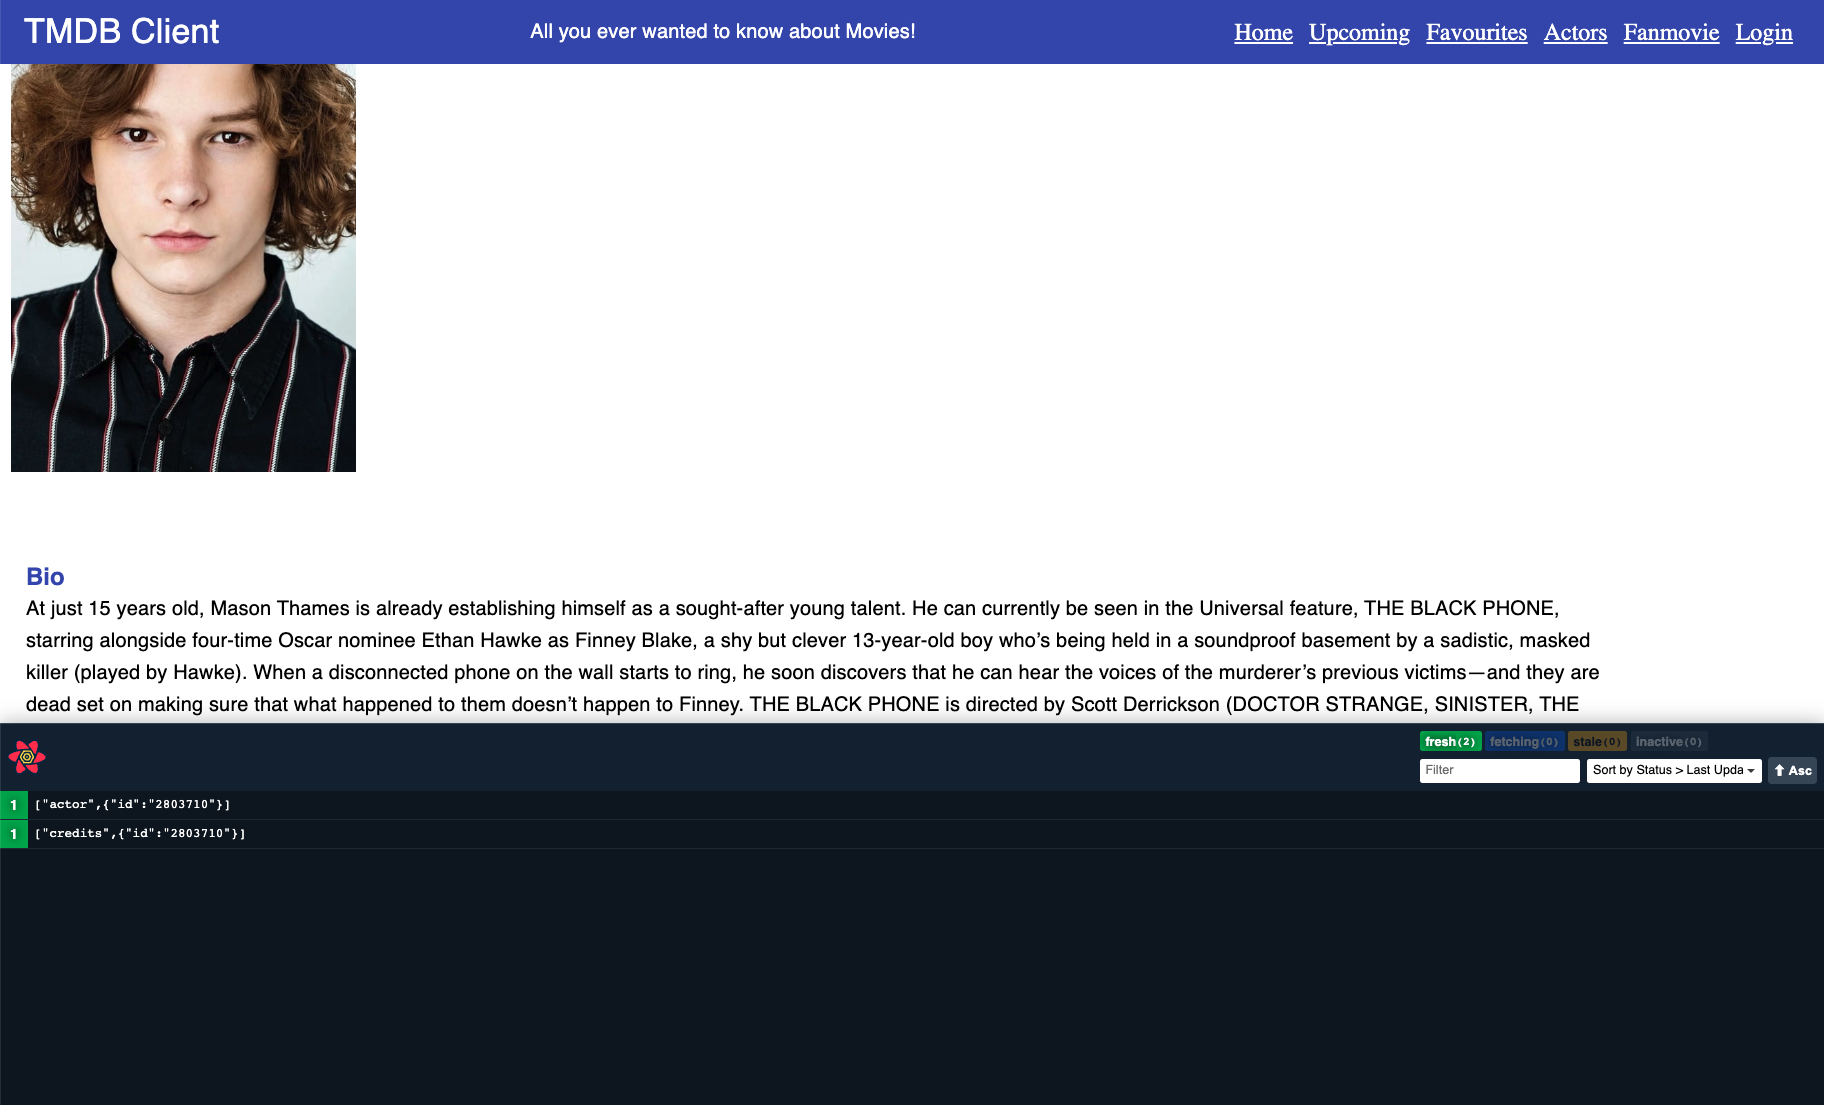 TMDB Client
All you ever wanted to know about Movies!
Home Upcoming Favourites Actors Fanmovie Login
Bio
At just 15 years old, Mason Thames is already establishing himself as a sought-after young talent. He can currently be seen in the Universal feature, THE BLACK PHONE,
starring alongside four-time Oscar nominee Ethan Hawke as Finney Blake, a shy but clever 13-year-old boy who’s being held in a soundproof basement by a sadistic, masked
killer (played by Hawke). When a disconnected phone on the wall starts to ring, he soon discovers that he can hear the voices of the murderer’s previous victims—and they are
dead set on making sure that what happened to them doesn’t happen to Finney. THE BLACK PHONE is directed by Scott Derrickson (DOCTOR STRANGE, SINISTER, THE
fresh(2) fetching(0) stale(0) inactive(0)
Filter Sort by Status > Last Upda Asc
1 ["actor",{"id":"2803710"}]
1 ["credits",{"id":"2803710"}]